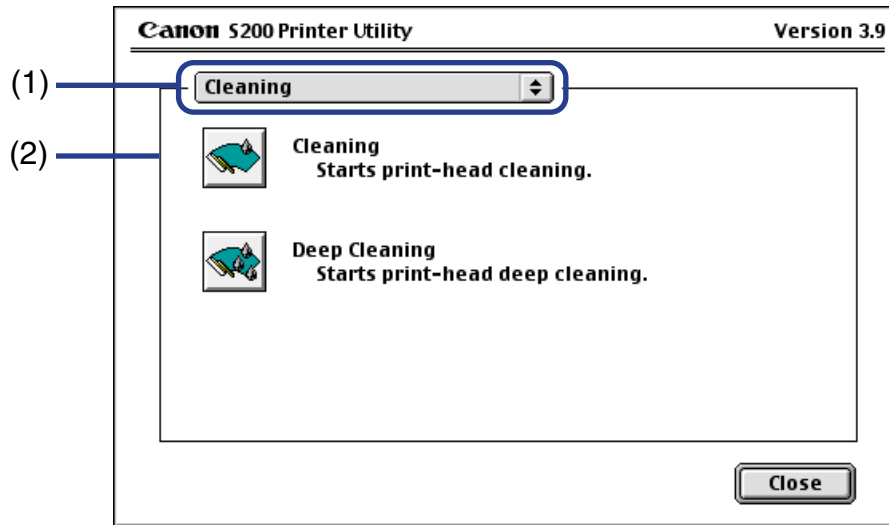 Canon S200 Printer Utility Version 3.9
(1) Cleaning
(2)
Cleaning
Starts print-head cleaning.
Deep Cleaning
Starts print-head deep cleaning.
Close